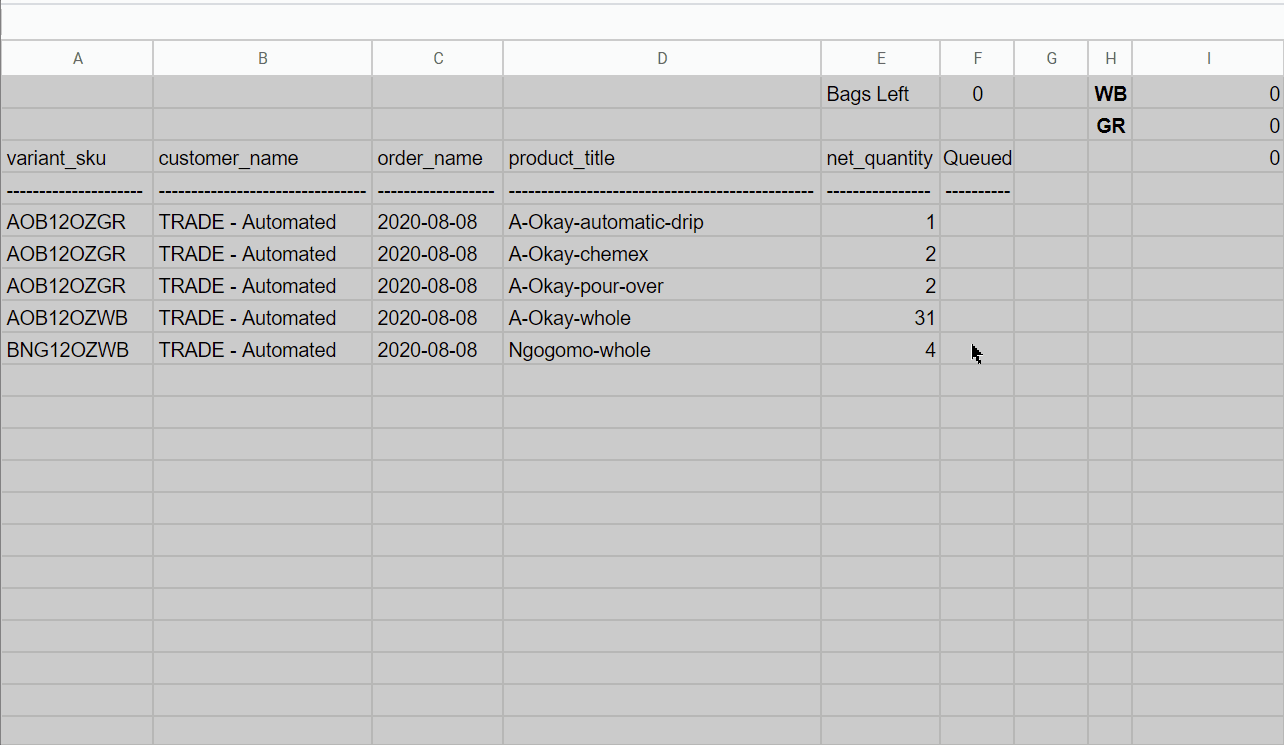 A B C D E F G H I
Bags Left 0 WB 0
GR 0
variant_sku customer_name order_name product_title net_quantity Queued 0
--------------------- -------------------------------- ------------------ ----------------------------------------------- ---------------- ----------
AOB12OZGR TRADE - Automated 2020-08-08 A-Okay-automatic-drip 1
AOB12OZGR TRADE - Automated 2020-08-08 A-Okay-chemex 2
AOB12OZGR TRADE - Automated 2020-08-08 A-Okay-pour-over 2
AOB12OZWB TRADE - Automated 2020-08-08 A-Okay-whole 31
BNG12OZWB TRADE - Automated 2020-08-08 Ngogomo-whole 4